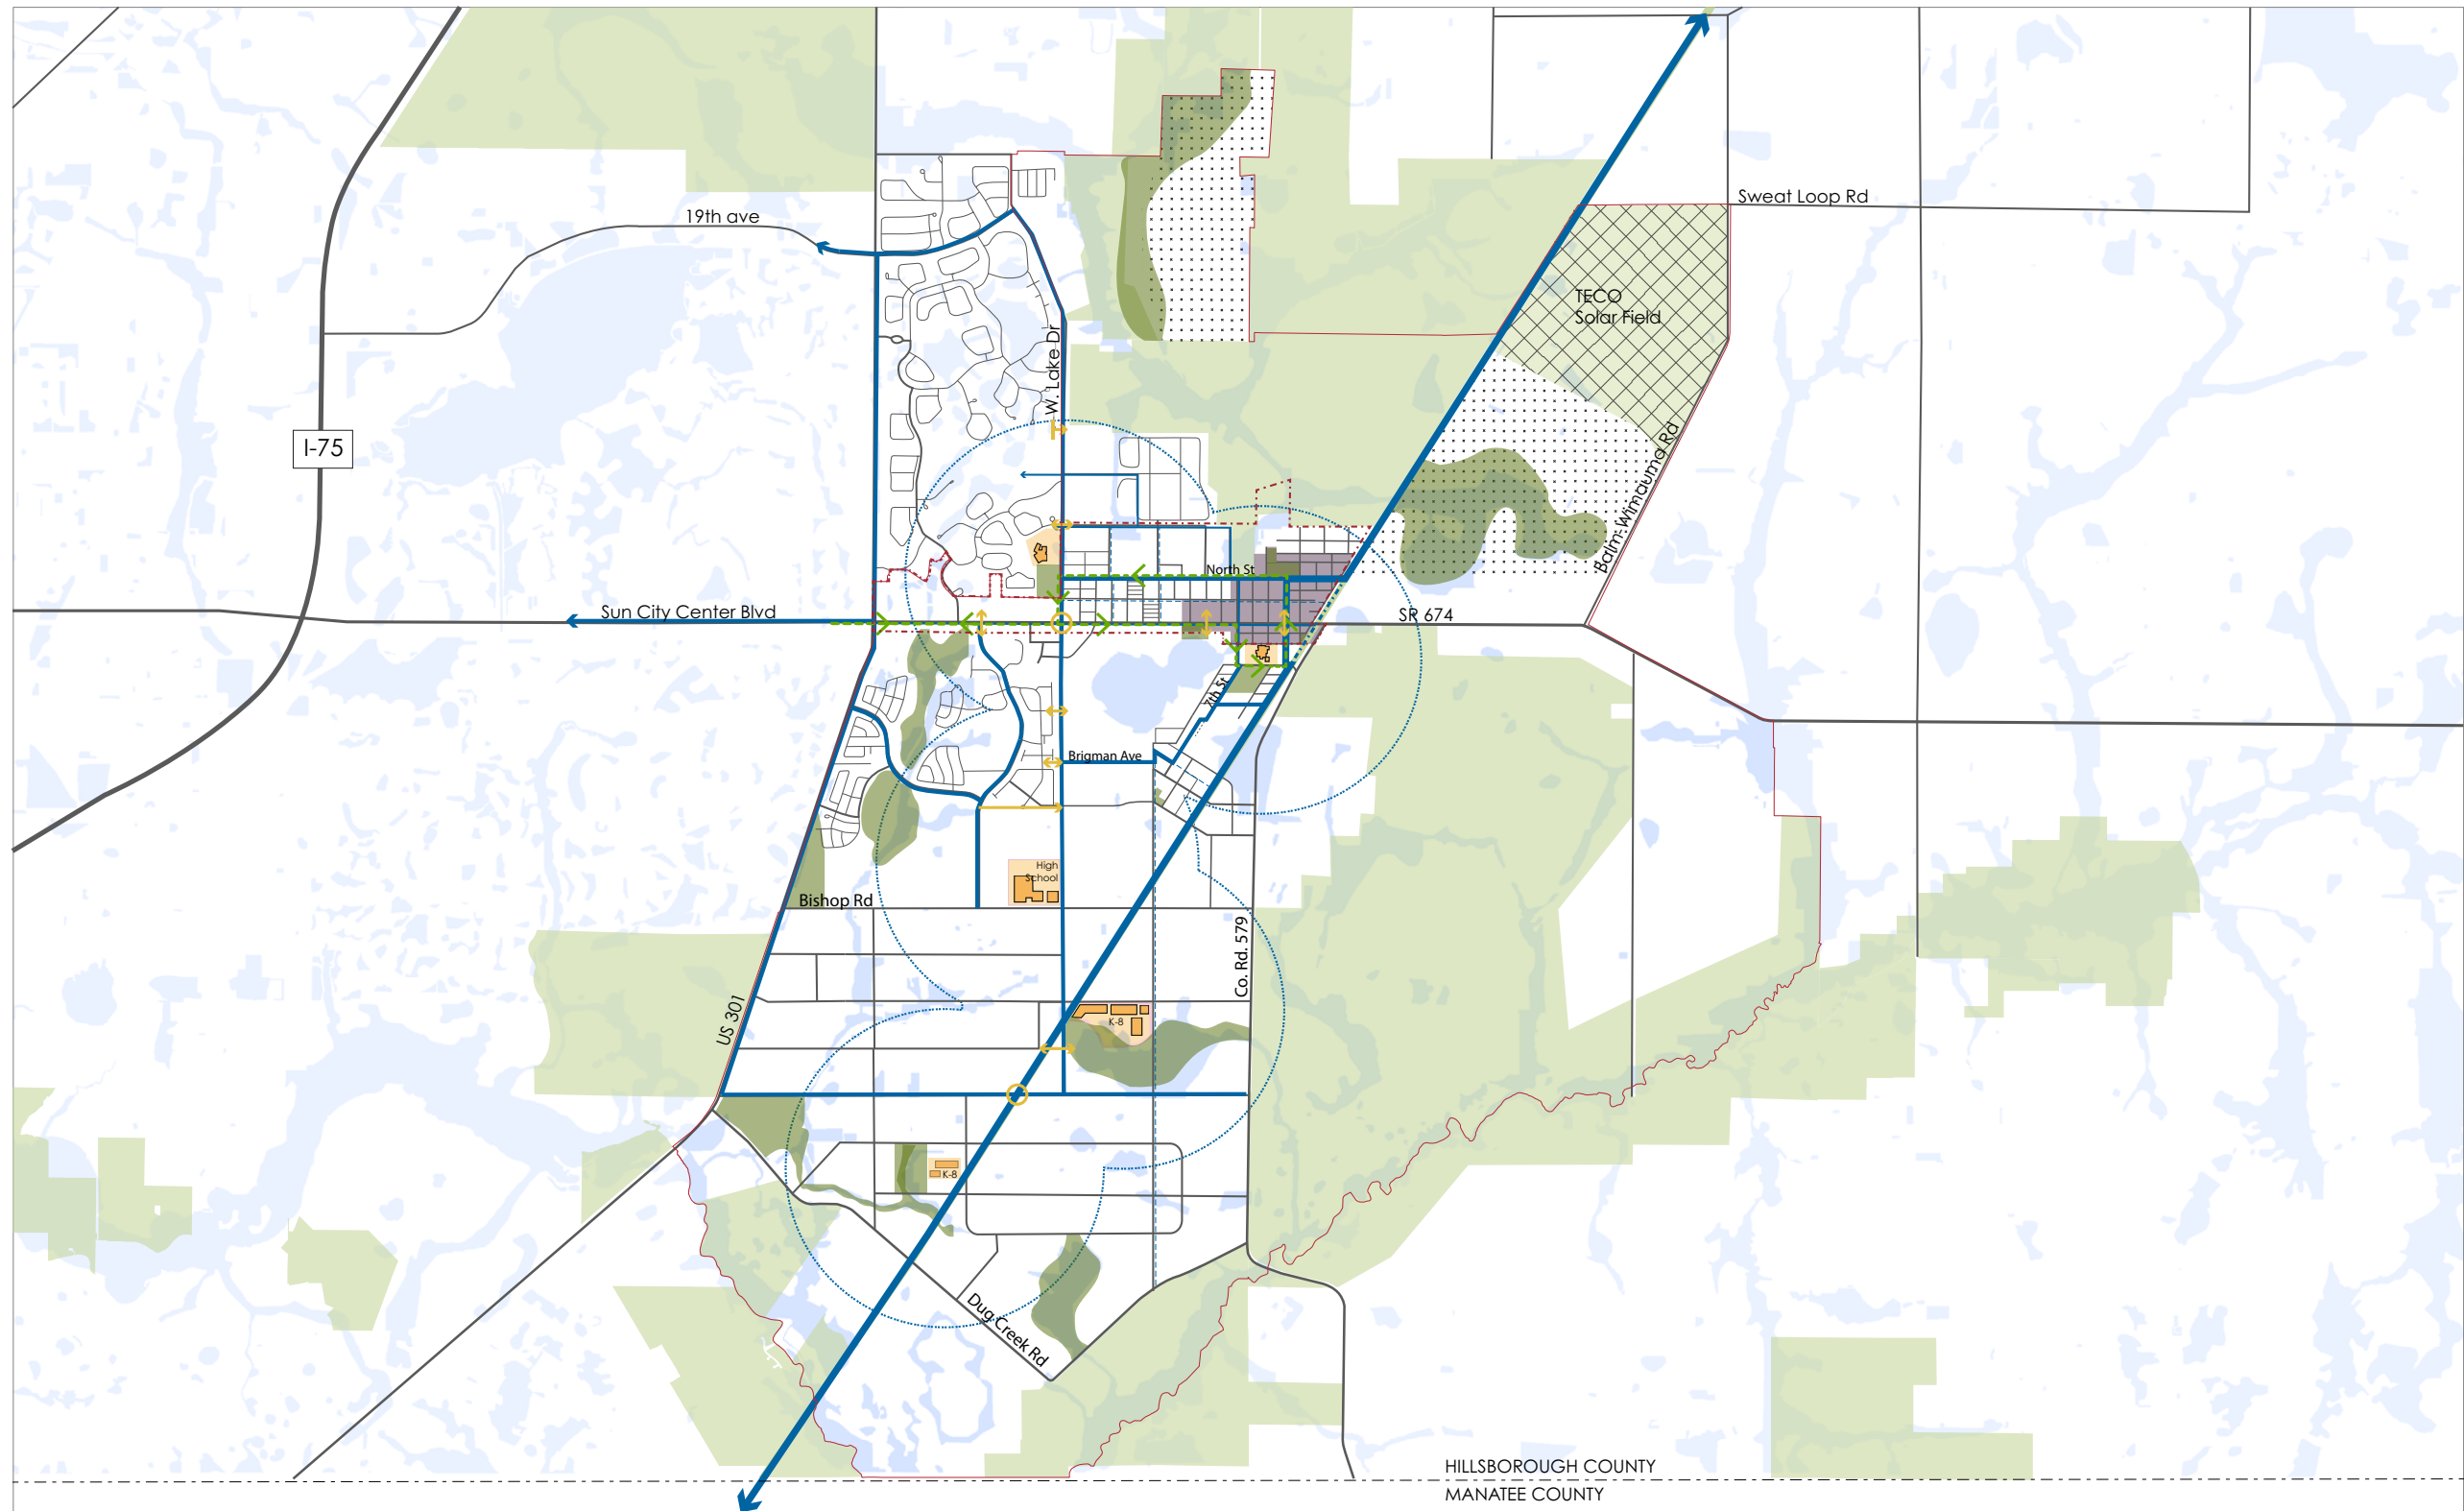 Sweat Loop Rd
19th ave
TECO
Solar Field
W. Lake Dr
I-75
Balm-Wimauma Rd
North St
Sun City Center Blvd
SR 674
7th St
Brigman Ave
High
School
Bishop Rd
Co. Rd. 579
US 301
K-8
K-8
Dug Creek Rd
HILLSBOROUGH COUNTY
MANATEE COUNTY